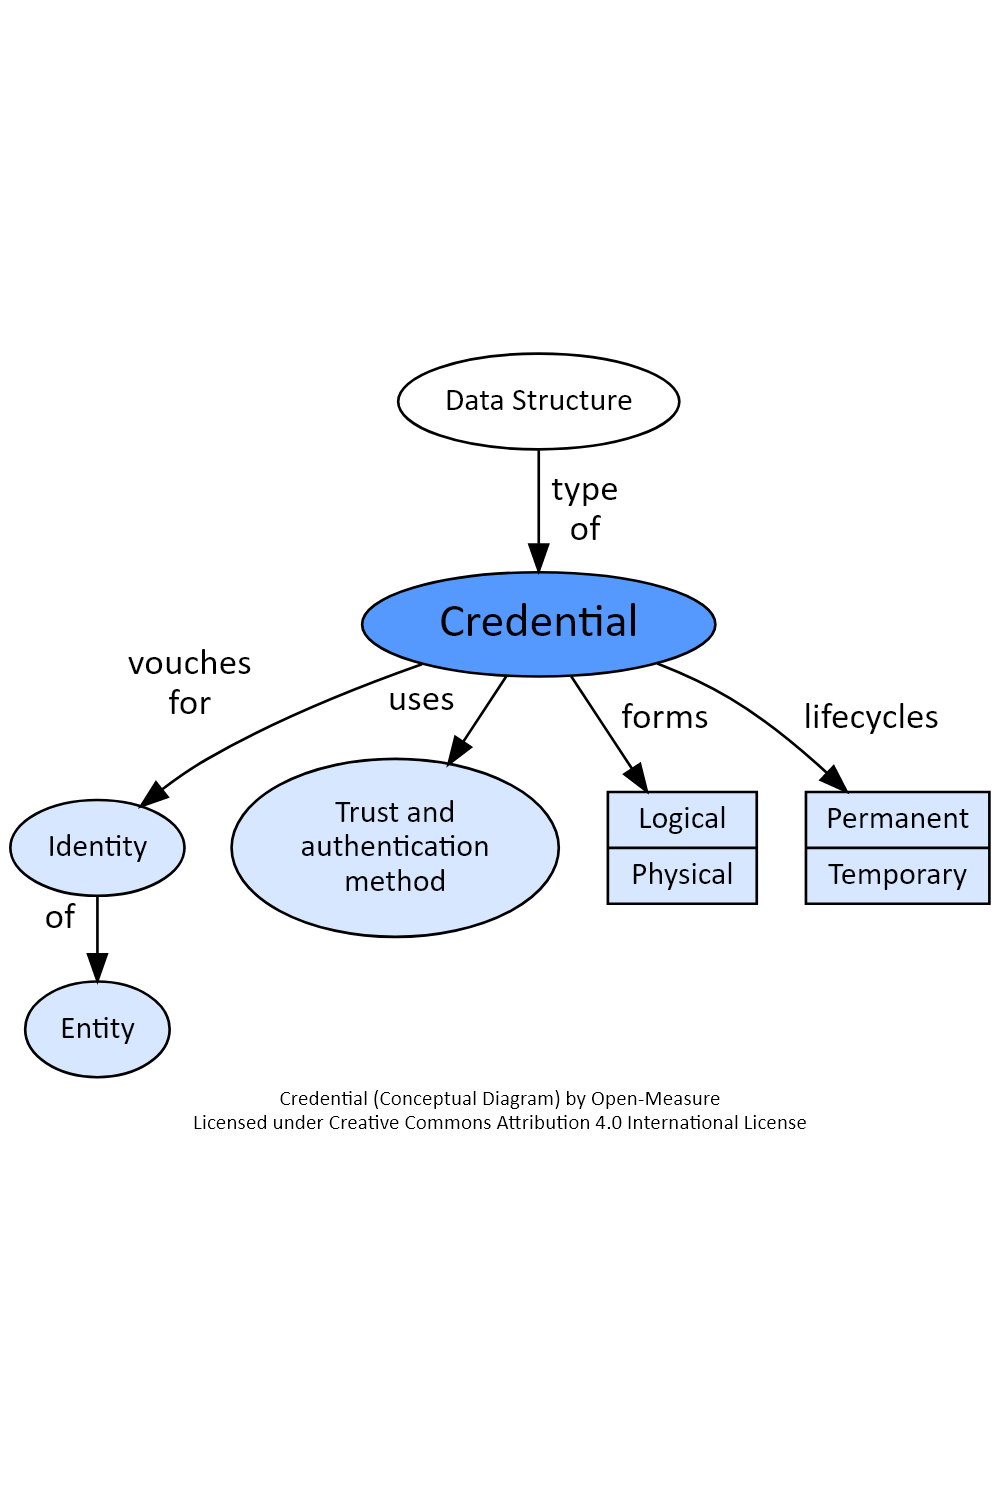 Data Structure
type
of
Credential
vouches
for
uses
forms
lifecycles
Identity
Trust and
authentication
method
Logical
Physical
Permanent
Temporary
of
Entity
Credential (Conceptual Diagram) by Open-Measure
Licensed under Creative Commons Attribution 4.0 International License